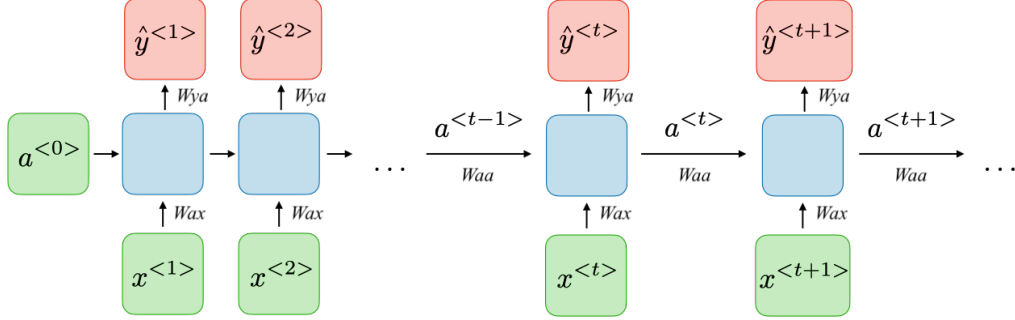 ŷ<1> ŷ<2> ŷ<t> ŷ<t+1>
Wya Wya Wya Wya
a<0> ... a<t−1> a<t> a<t+1> ...
Waa Waa Waa
Wax Wax Wax Wax
x<1> x<2> x<t> x<t+1>